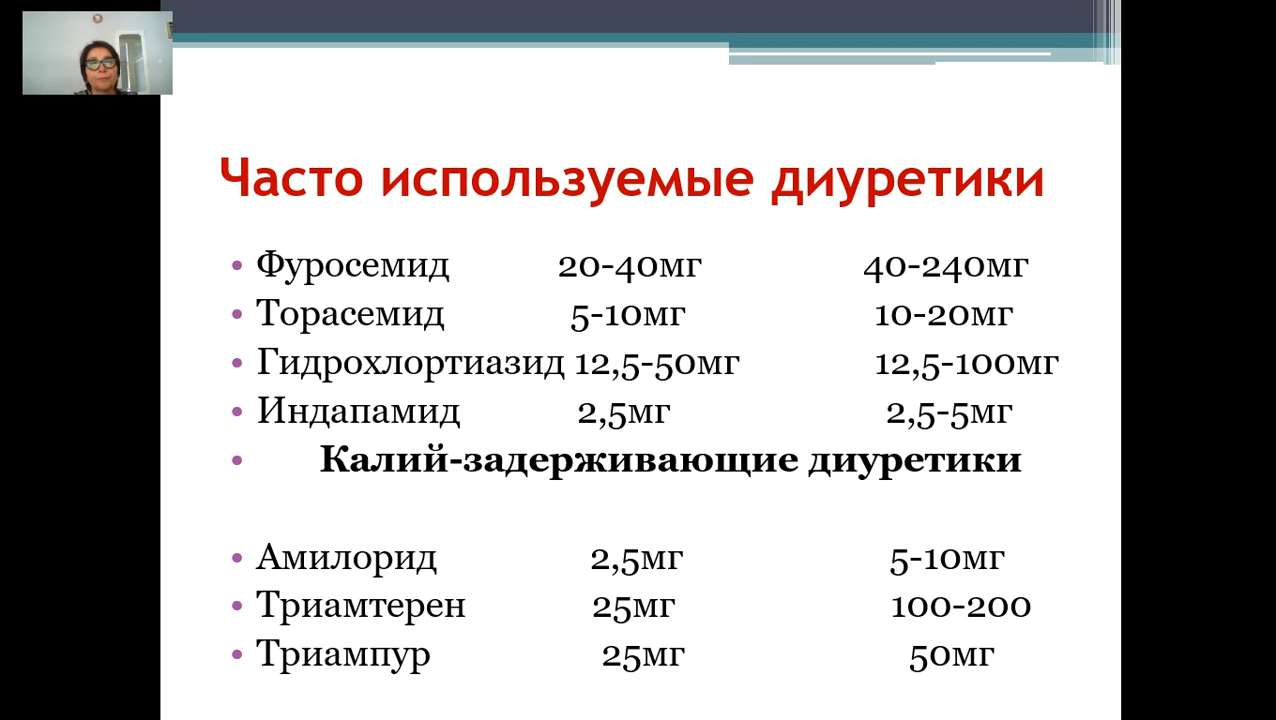 Часто используемые диуретики
• Фуросемид 20-40мг 40-240мг
• Торасемид 5-10мг 10-20мг
• Гидрохлортиазид 12,5-50мг 12,5-100мг
• Индапамид 2,5мг 2,5-5мг
• Калий-задерживающие диуретики
• Амилорид 2,5мг 5-10мг
• Триамтерен 25мг 100-200
• Триампур 25мг 50мг